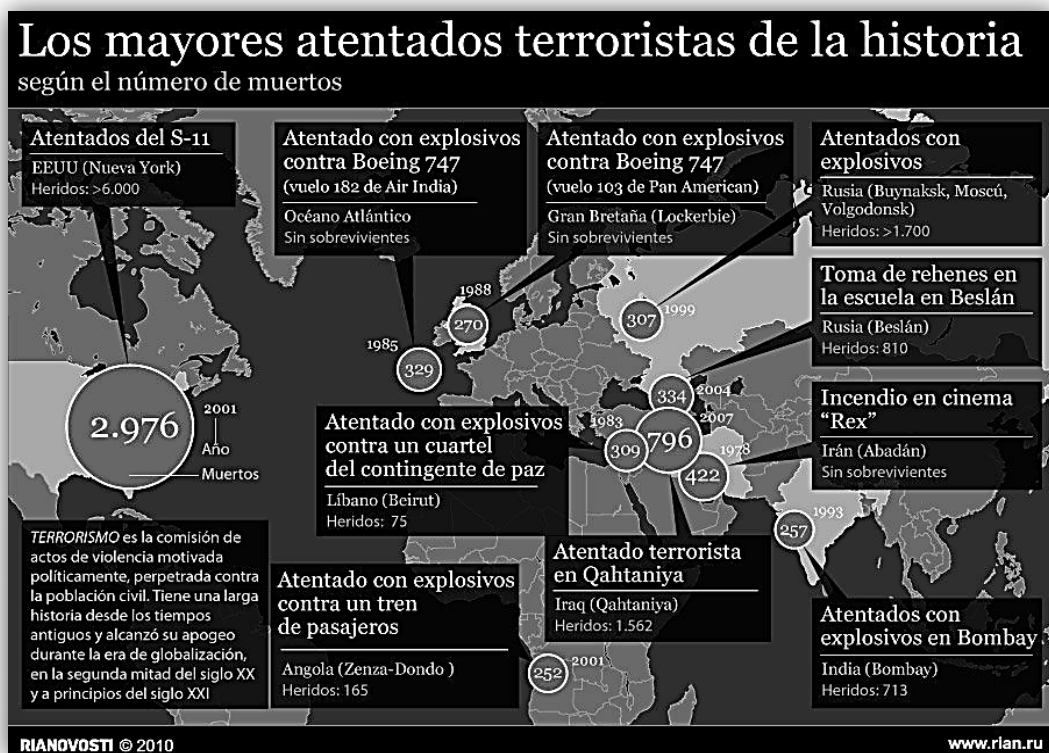 Los mayores atentados terroristas de la historia
según el número de muertos
Atentados del S-11
EEUU (Nueva York)
Heridos: >6.000
Atentado con explosivos
contra Boeing 747
(vuelo 182 de Air India)
Océano Atlántico
Sin sobrevivientes
Atentado con explosivos
contra Boeing 747
(vuelo 103 de Pan American)
Gran Bretaña (Lockerbie)
Sin sobrevivientes
Atentados con
explosivos
Rusia (Buynaksk, Moscú,
Volgodonsk)
Heridos: >1.700
Toma de rehenes en
la escuela en Beslán
Rusia (Beslán)
Heridos: 810
1988
270
307
1999
1985
329
334
2004
2.976
2001
Año
Muertos
Atentado con explosivos
contra un cuartel
del contingente de paz
Líbano (Beirut)
Heridos: 75
1983
309
796
2007
1978
422
Incendio en cinema
“Rex”
Irán (Abadán)
Sin sobrevivientes
1993
257
TERRORISMO es la comisión de
actos de violencia motivada
políticamente, perpetrada contra
la población civil. Tiene una larga
historia desde los tiempos
antiguos y alcanzó su apogeo
durante la era de globalización,
en la segunda mitad del siglo XX
y a principios del siglo XXI
Atentado con explosivos
contra un tren
de pasajeros
Angola (Zenza-Dondo )
Heridos: 165
252
2001
Atentado terrorista
en Qahtaniya
Iraq (Qahtaniya)
Heridos: 1.562
Atentados con
explosivos en Bombay
India (Bombay)
Heridos: 713
RIANOVOSTI © 2010
www.rian.ru